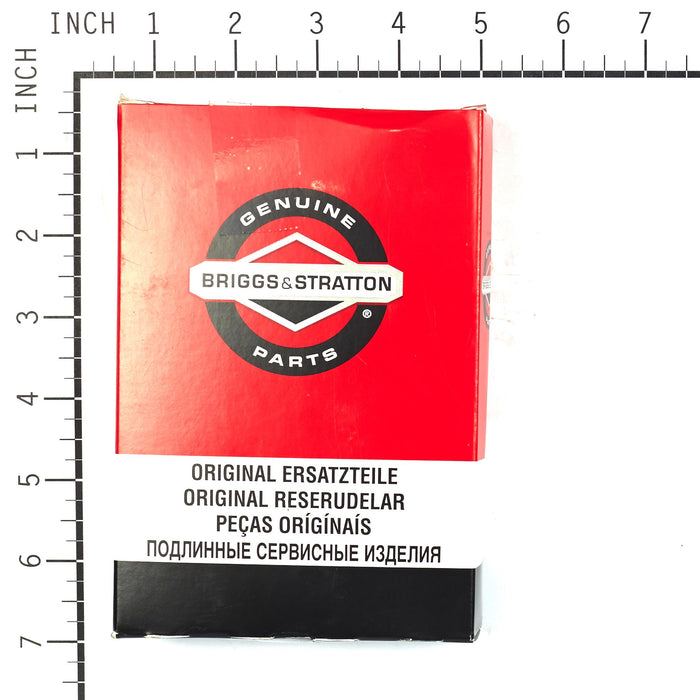 INCH 1 2 3 4 5 6 7
INCH
1
2
3
4
5
6
7
GENUINE
BRIGGS&STRATTON
®
PARTS
ORIGINAL ERSATZTEILE
ORIGINAL RESERUDELAR
PEÇAS ORÍGÍNAÍS
ПОДЛИННЫЕ СЕРВИСНЫЕ ИЗДЕЛИЯ